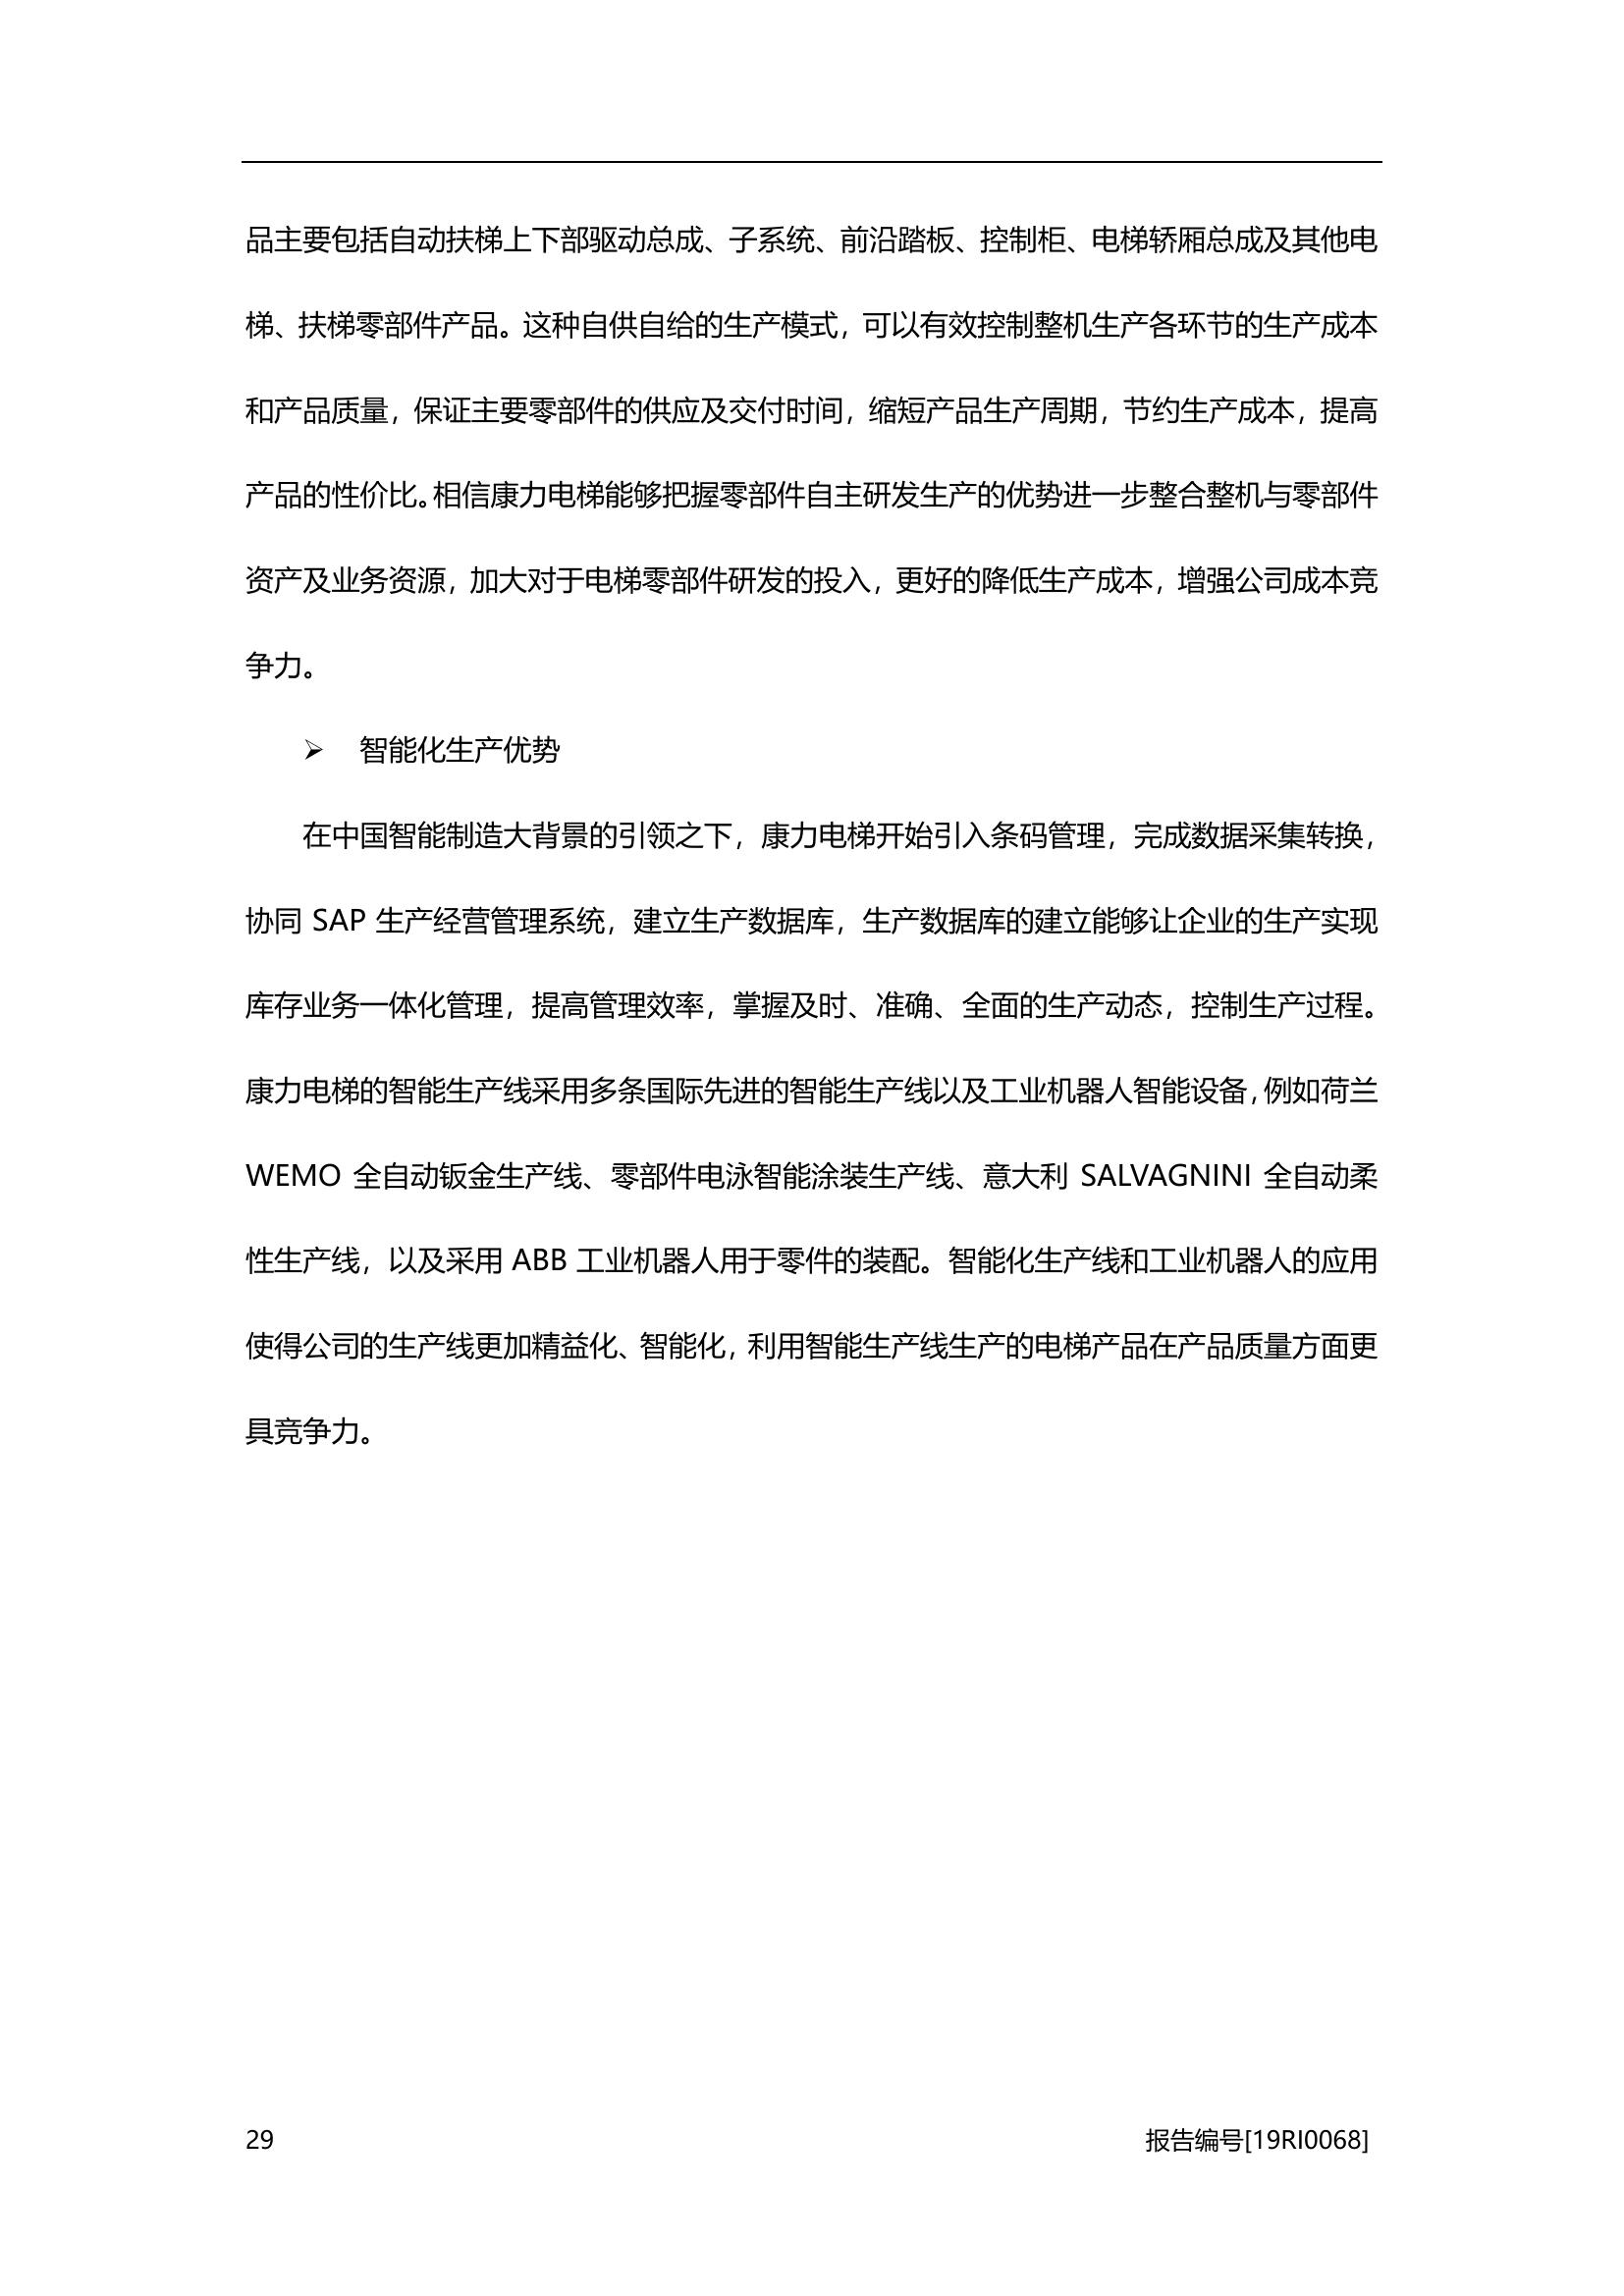 品主要包括自动扶梯上下部驱动总成、子系统、前沿踏板、控制柜、电梯轿厢总成及其他电
梯、扶梯零部件产品。这种自供自给的生产模式，可以有效控制整机生产各环节的生产成本
和产品质量，保证主要零部件的供应及交付时间，缩短产品生产周期，节约生产成本，提高
产品的性价比。相信康力电梯能够把握零部件自主研发生产的优势进一步整合整机与零部件
资产及业务资源，加大对于电梯零部件研发的投入，更好的降低生产成本，增强公司成本竞
争力。
➢ 智能化生产优势
在中国智能制造大背景的引领之下，康力电梯开始引入条码管理，完成数据采集转换，
协同 SAP 生产经营管理系统，建立生产数据库，生产数据库的建立能够让企业的生产实现
库存业务一体化管理，提高管理效率，掌握及时、准确、全面的生产动态，控制生产过程。
康力电梯的智能生产线采用多条国际先进的智能生产线以及工业机器人智能设备，例如荷兰
WEMO 全自动钣金生产线、零部件电泳智能涂装生产线、意大利 SALVAGNINI 全自动柔
性生产线，以及采用 ABB 工业机器人用于零件的装配。智能化生产线和工业机器人的应用
使得公司的生产线更加精益化、智能化，利用智能生产线生产的电梯产品在产品质量方面更
具竞争力。
29 报告编号[19RI0068]